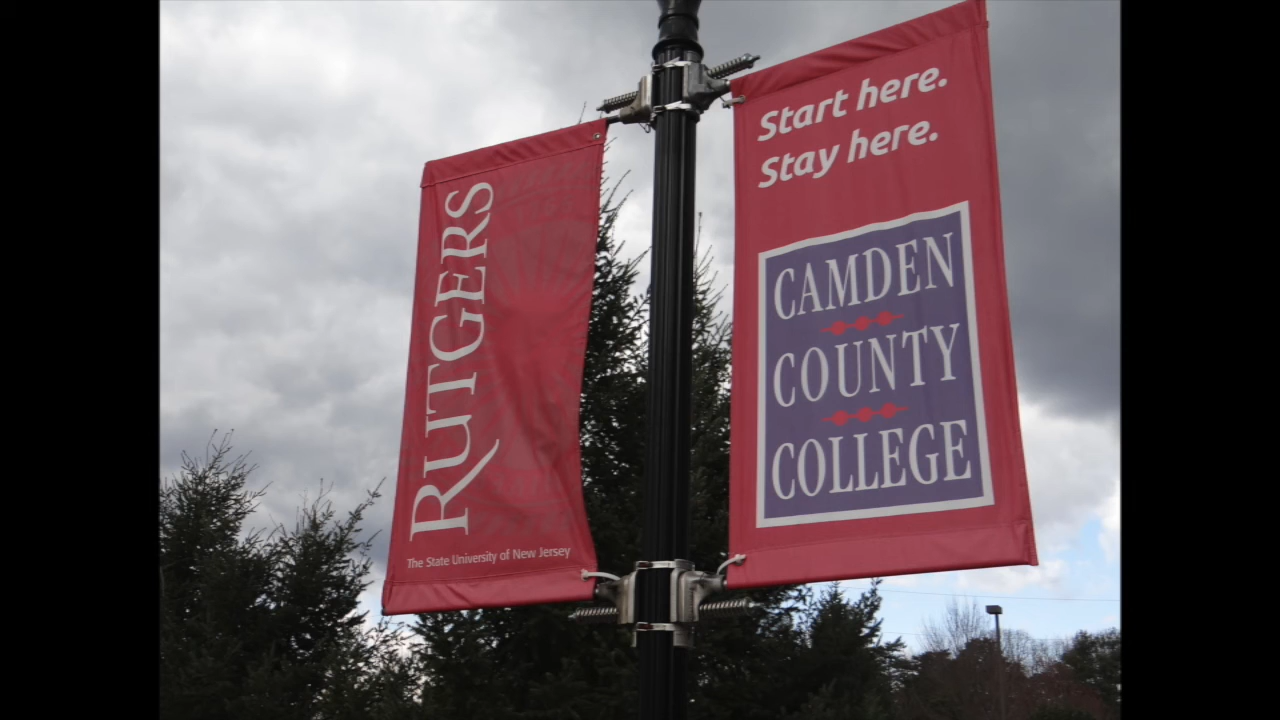 RUTGERS
The State University of New Jersey
Start here.
Stay here.
CAMDEN
COUNTY
COLLEGE